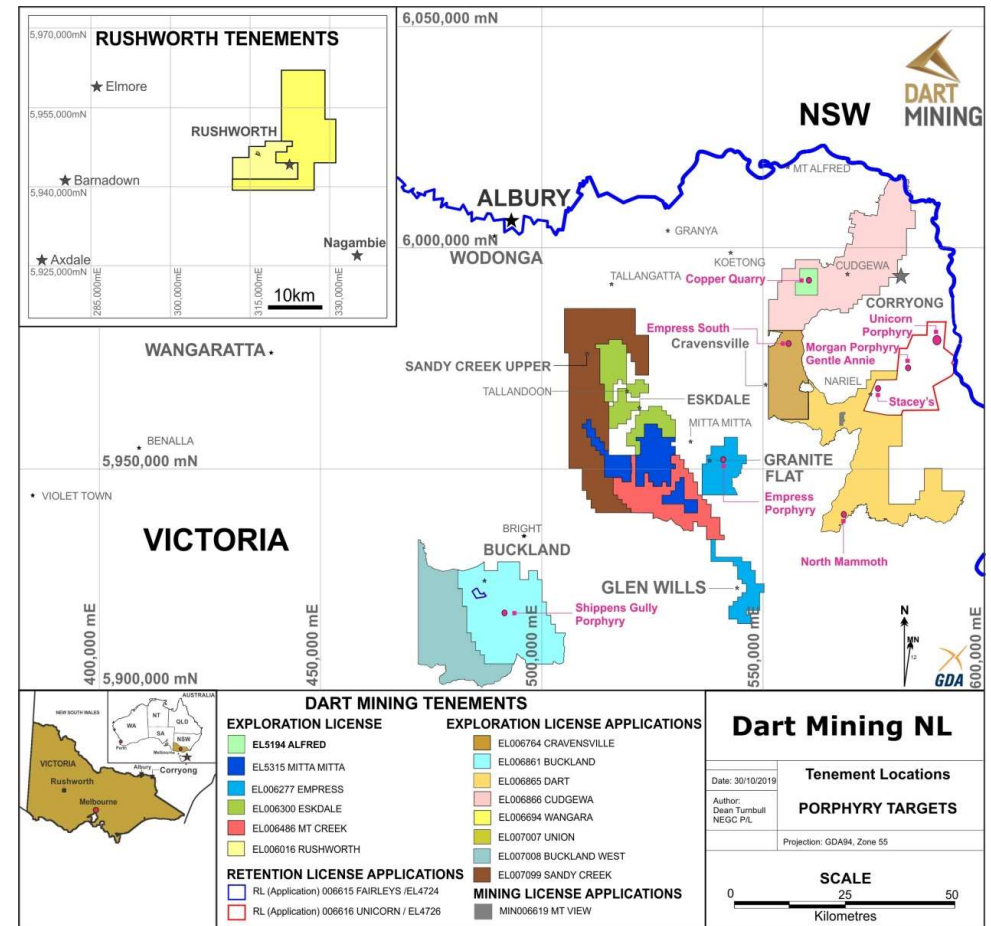 RUSHWORTH TENEMENTS
5,970,000mN
Elmore
5,955,000mN
RUSHWORTH
5,940,000mN
Barnadown
Nagambie
Axdale
5,925,000mN
285,000mE
300,000mE
315,000mE
330,000mE
10km
6,050,000 mN
DART
MINING
NSW
MT ALFRED
ALBURY
GRANYA
6,000,000 mN
WODONGA
KOETONG
CUDGEWA
TALLANGATTA
Copper Quarry
CORRYONG
Unicorn
Porphyry
Empress South
Cravensville
Morgan Porphyry
Gentle Annie
WANGARATTA
SANDY CREEK UPPER
NARIEL
TALLANDOON
ESKDALE
Stacey's
MITTA MITTA
BENALLA
5,950,000 mN
GRANITE
FLAT
VIOLET TOWN
Empress
Porphyry
VICTORIA
BRIGHT
BUCKLAND
North Mammoth
GLEN WILLS
Shippens Gully
Porphyry
N
MN
12
GDA
5,900,000 mN
400,000 mE
450,000 mE
500,000 mE
550,000 mE
600,000 mE
NEW SOUTH WALES
AUSTRALIA
WA
NT
QLD
SA
NSW
Perth
Melbourne
VICTORIA
Albury
Corryong
Rushworth
Melbourne
DART MINING TENEMENTS
EXPLORATION LICENSE
EL5194 ALFRED
EL5315 MITTA MITTA
EL006277 EMPRESS
EL006300 ESKDALE
EL006486 MT CREEK
EL006016 RUSHWORTH
RETENTION LICENSE APPLICATIONS
RL (Application) 006615 FAIRLEYS /EL4724
RL (Application) 006616 UNICORN / EL4726
EXPLORATION LICENSE APPLICATIONS
EL006764 CRAVENSVILLE
EL006861 BUCKLAND
EL006865 DART
EL006866 CUDGEWA
EL006694 WANGARA
EL007007 UNION
EL007008 BUCKLAND WEST
EL007099 SANDY CREEK
MINING LICENSE APPLICATIONS
MIN006619 MT VIEW
Dart Mining NL
Date: 30/10/2019
Tenement Locations
Author:
Dean Turnbull
NEGC P/L
PORPHYRY TARGETS
Projection: GDA94, Zone 55
SCALE
0 25 50
Kilometres